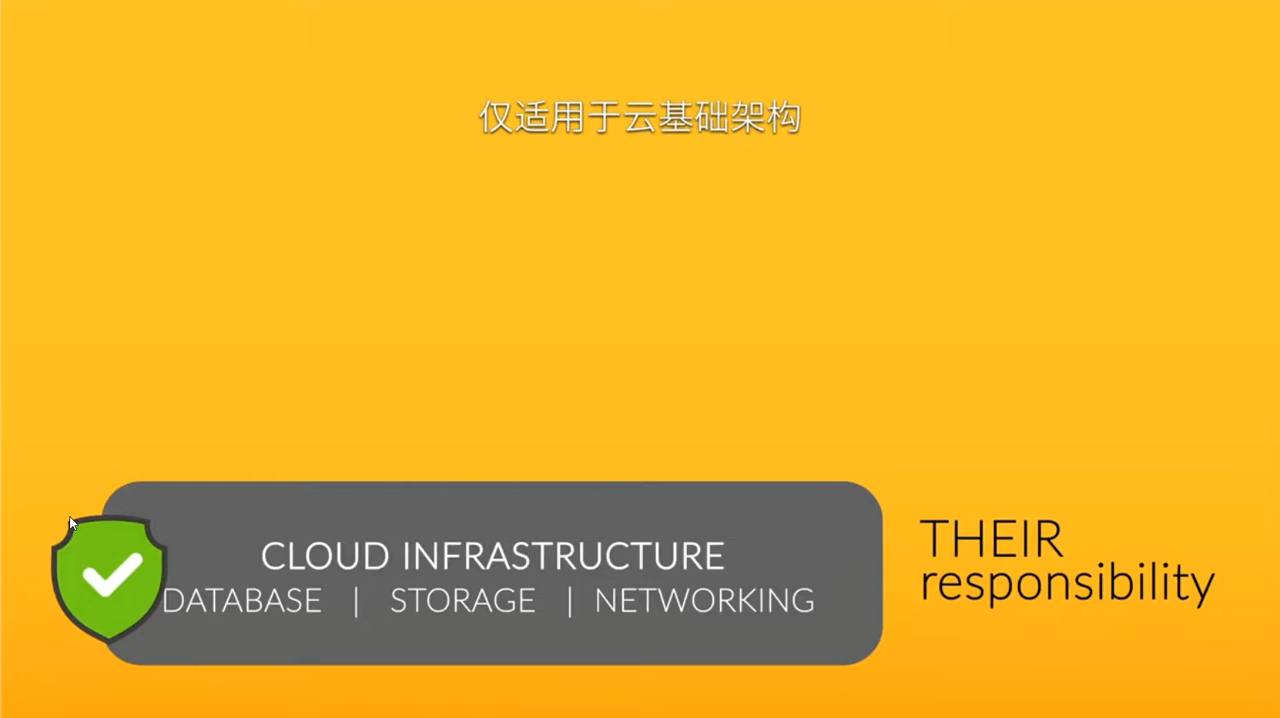 仅适用于云基础架构
CLOUD INFRASTRUCTURE
DATABASE | STORAGE | NETWORKING
THEIR
responsibility